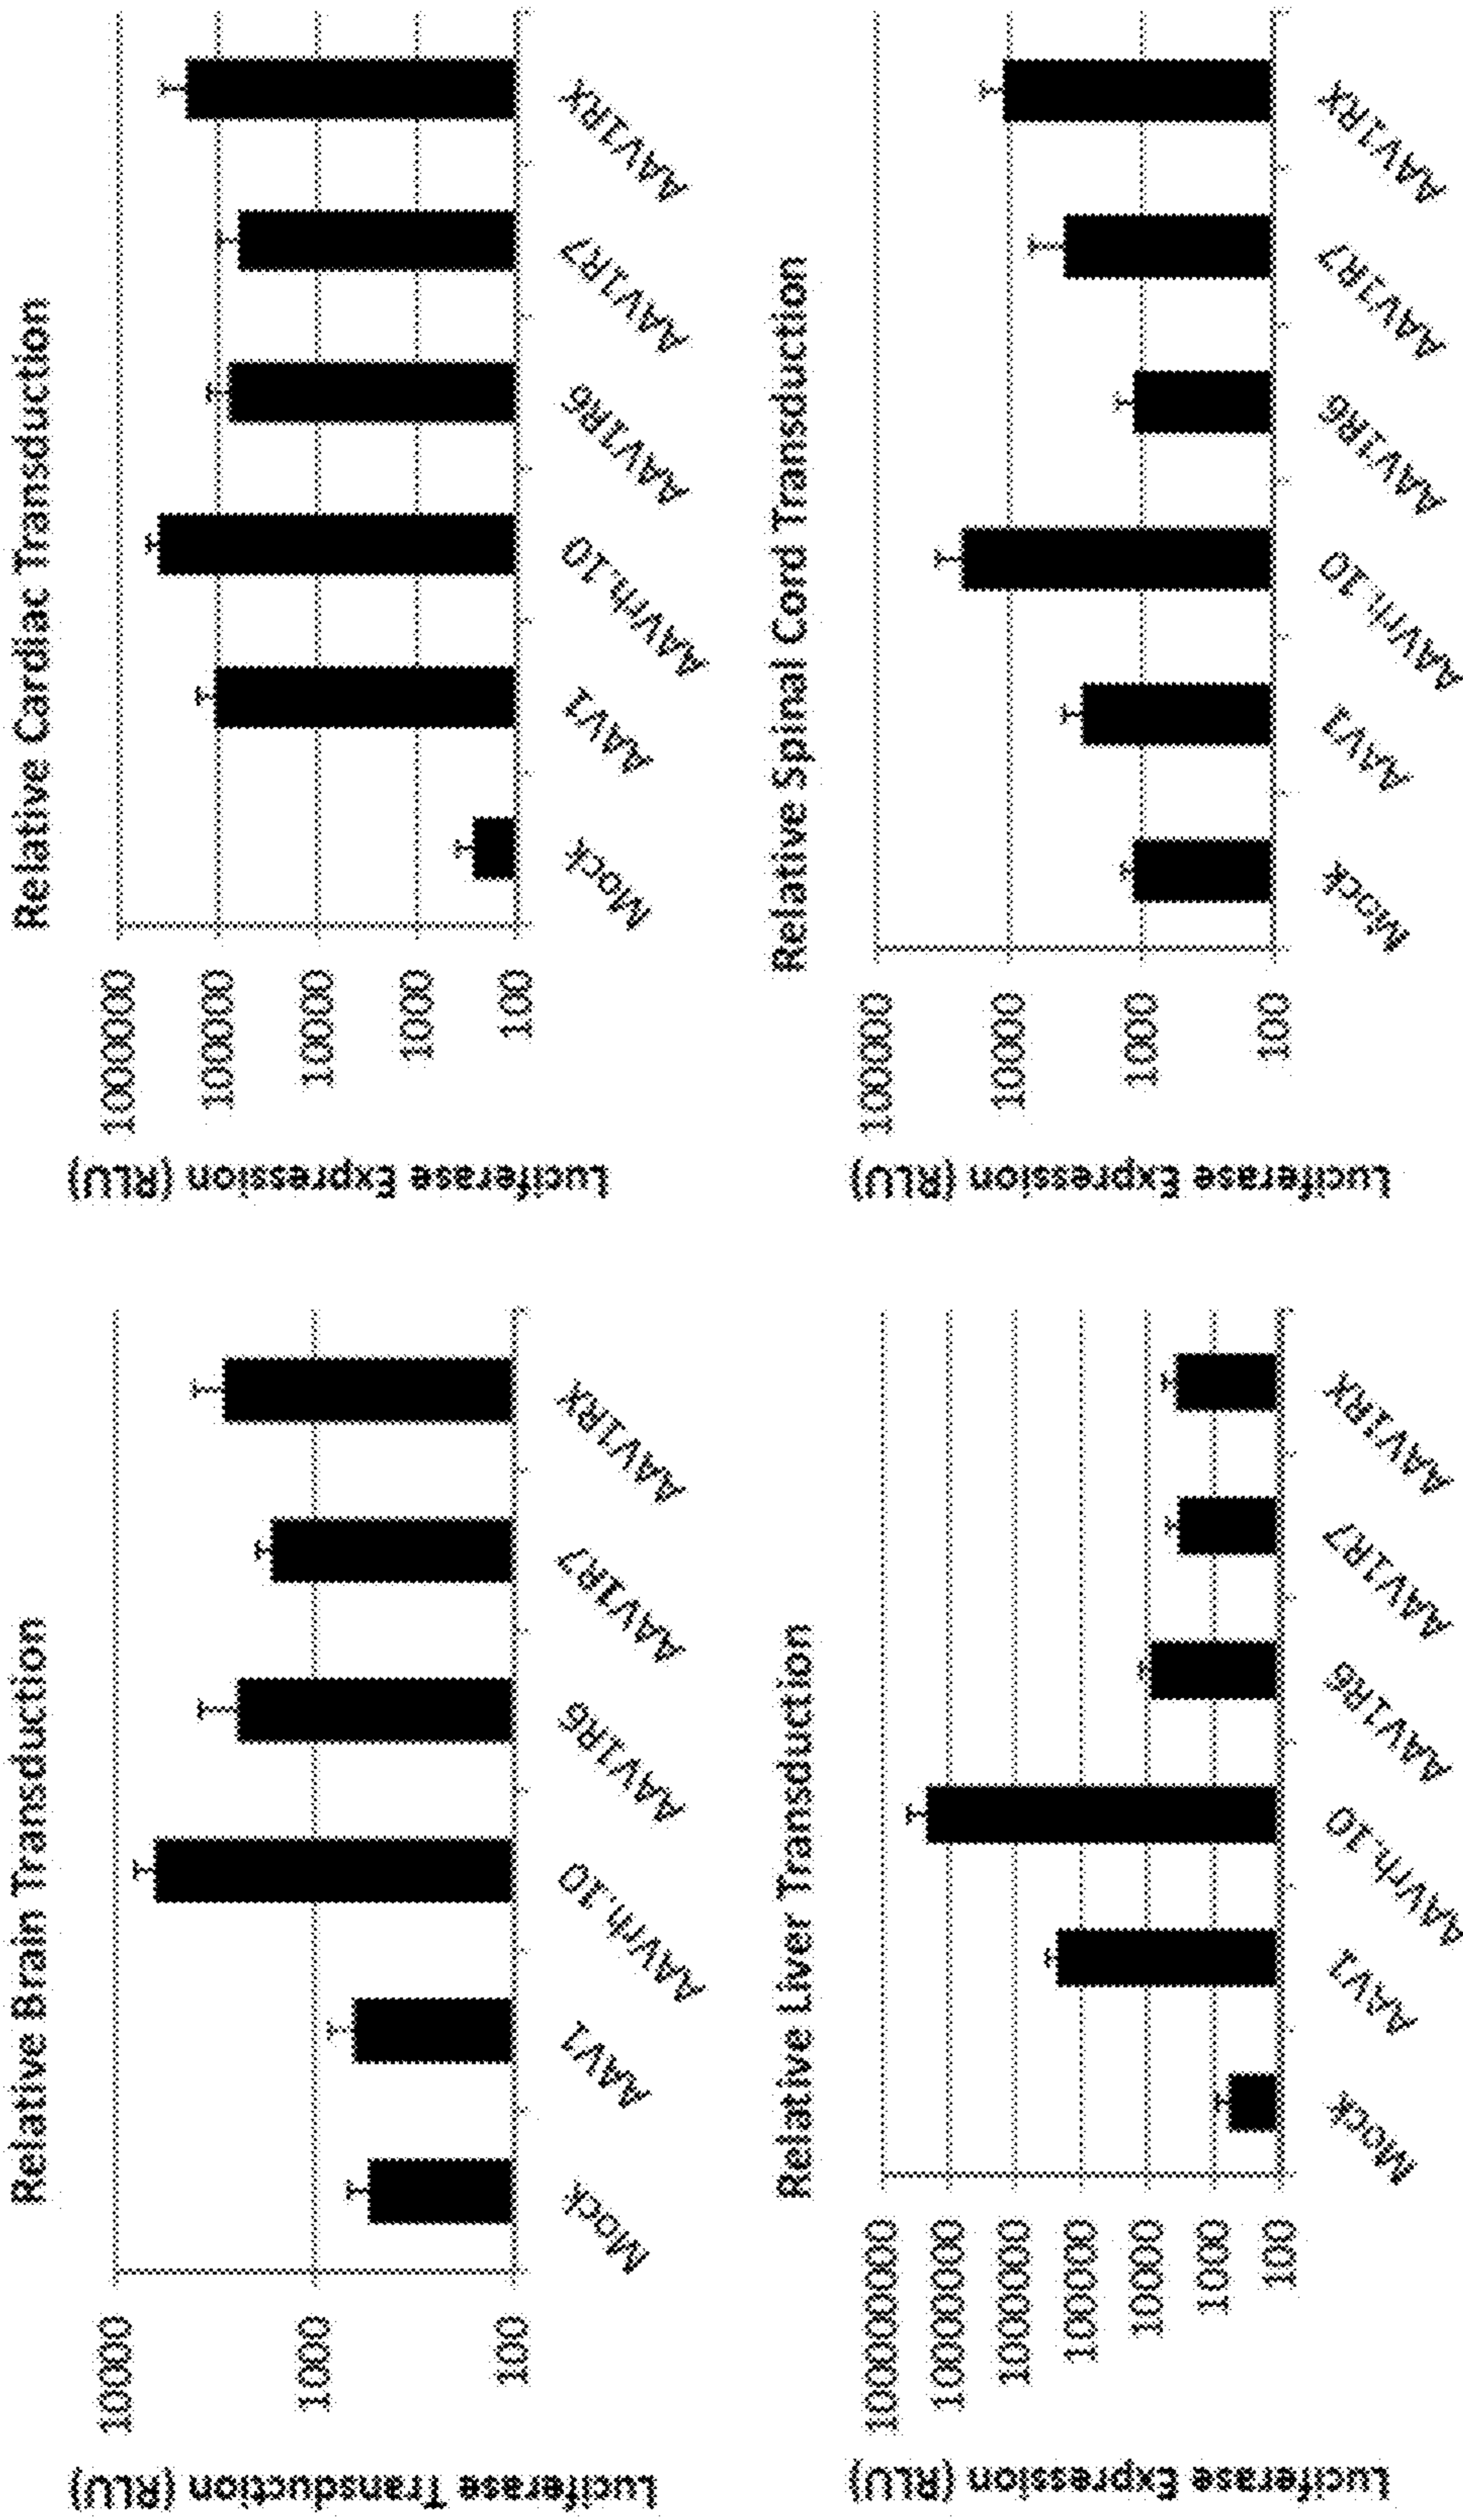 Relative Brain Transduction
Luciferase Transduction (RLU)
10000
1000
100
Mock
AAV1
AAVrh.10
AAV1R6
AAV1R7
AAV1RX
Relative Cardiac Transduction
Luciferase Expression (RLU)
1000000
100000
10000
1000
100
Mock
AAV1
AAVrh.10
AAV1R6
AAV1R7
AAV1RX
Relative Liver Transduction
Luciferase Expression (RLU)
100000000
10000000
1000000
100000
10000
1000
100
Mock
AAV1
AAVrh.10
AAV1R6
AAV1R7
AAV1RX
Relative Spinal Cord Transduction
Luciferase Expression (RLU)
100000
10000
1000
100
Mock
AAV1
AAVrh.10
AAV1R6
AAV1R7
AAV1RX